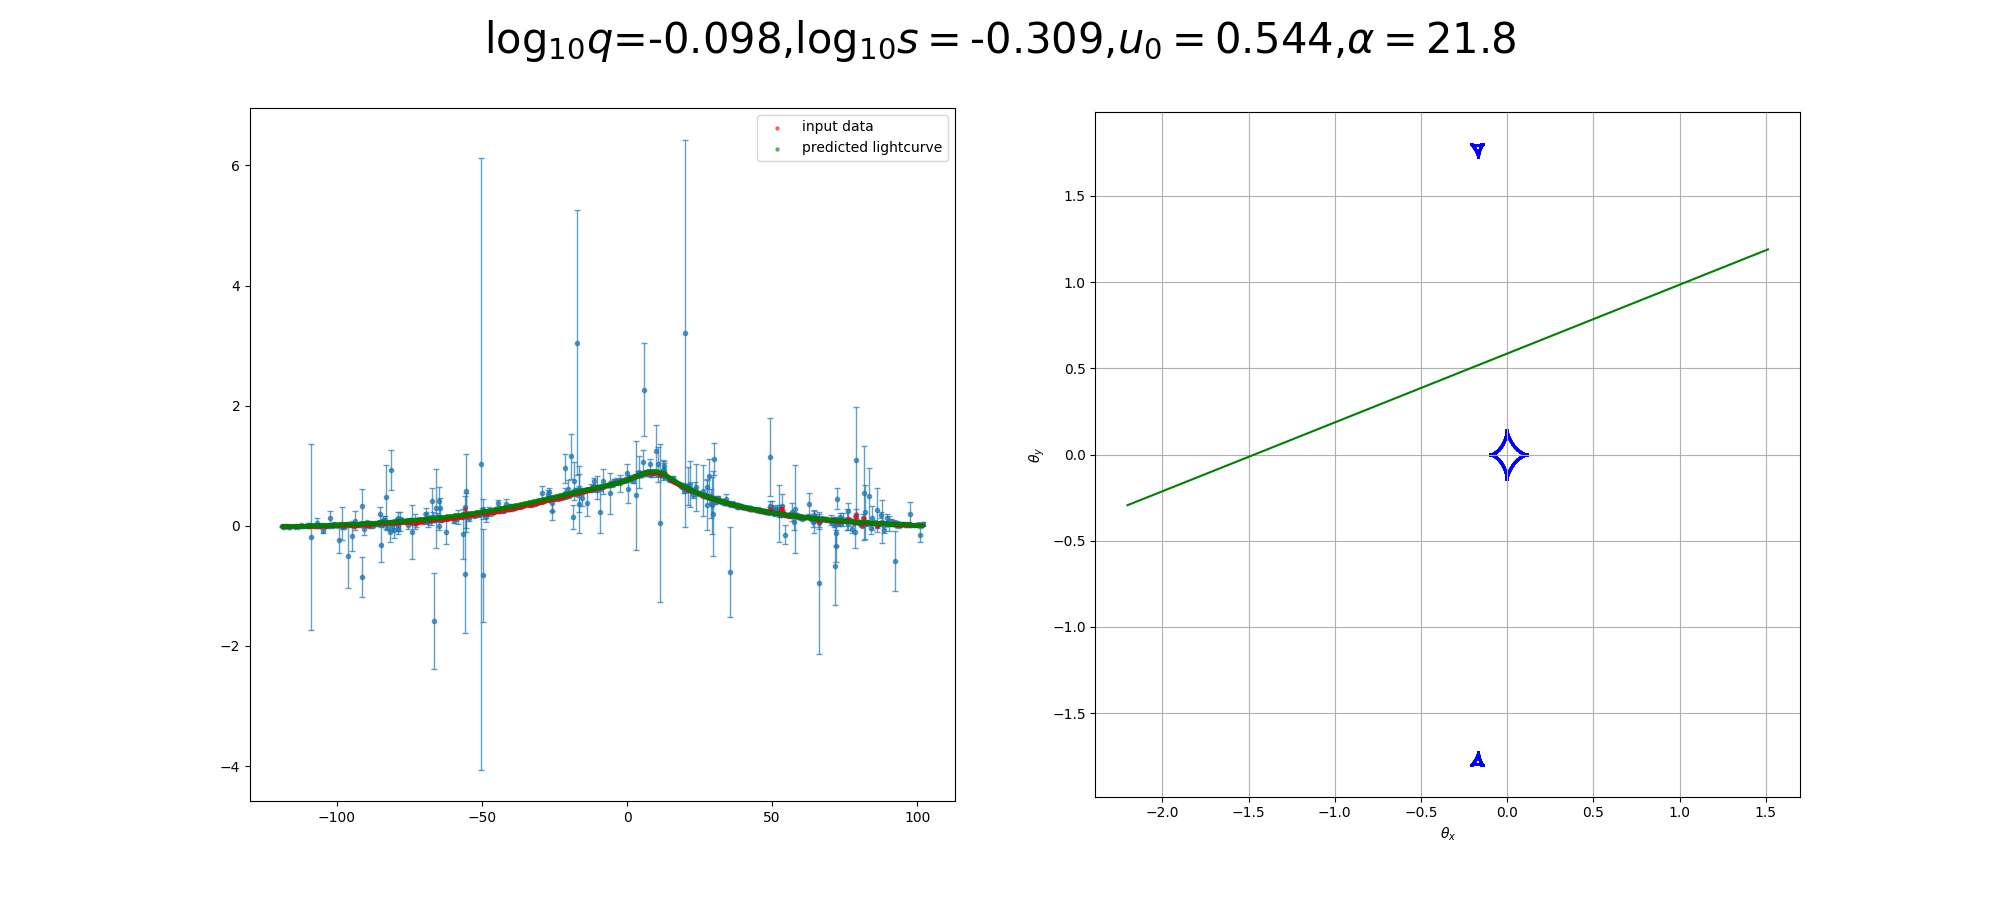 log₁₀q=-0.098,log₁₀s = -0.309,u₀ = 0.544,α = 21.8
input data
predicted lightcurve
6
4
2
0
−2
−4
−100 −50 0 50 100
1.5
1.0
0.5
0.0
−0.5
−1.0
−1.5
θy
−2.0 −1.5 −1.0 −0.5 0.0 0.5 1.0 1.5
θx